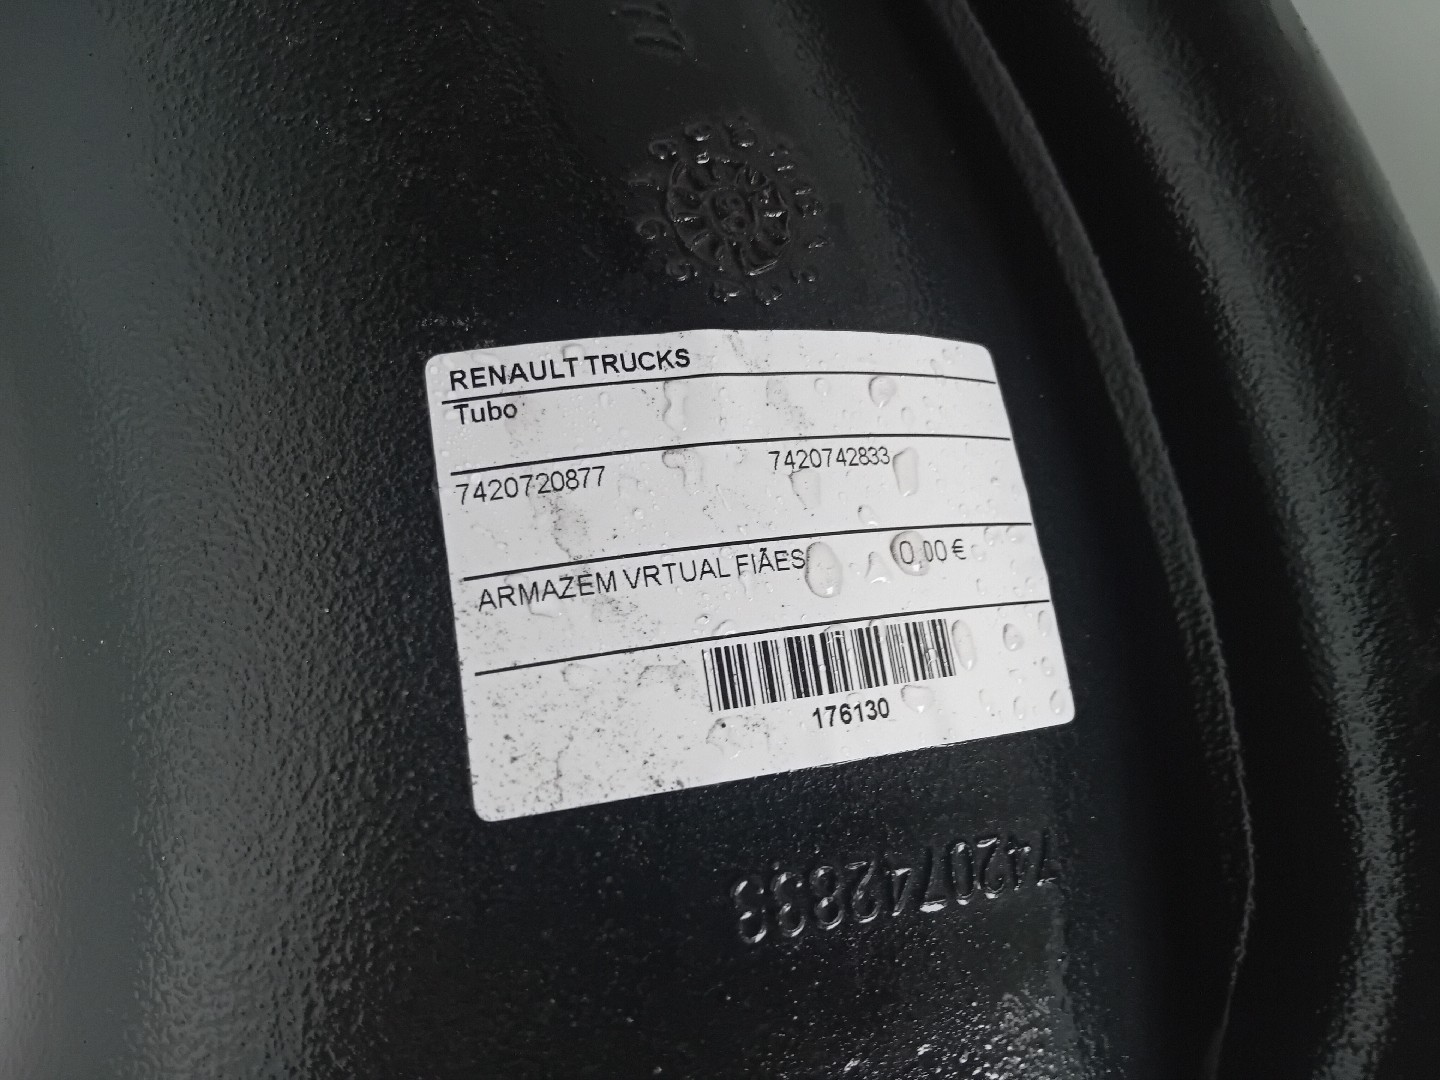 RENAULT TRUCKS
Tubo
7420720877 7420742833
ARMAZEM VRTUAL FIÃES 0,00 €
176130
7420742833